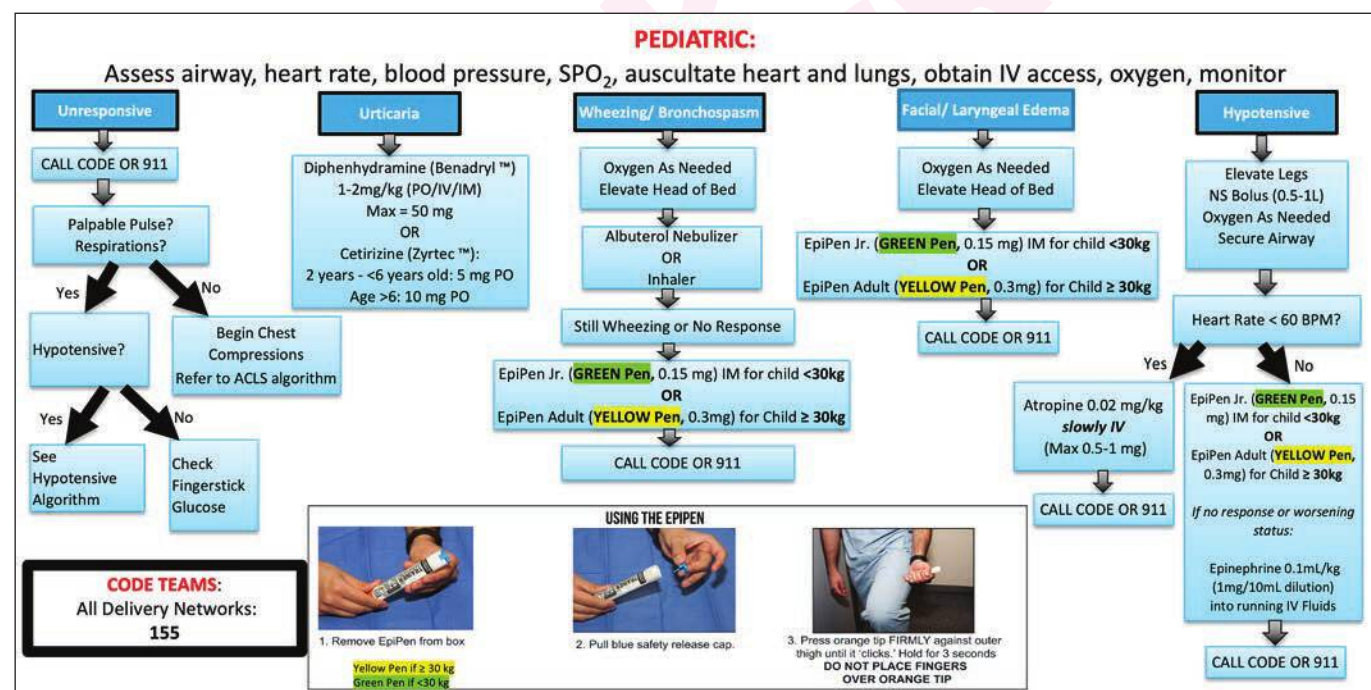 PEDIATRIC:
Assess airway, heart rate, blood pressure, SPO₂, auscultate heart and lungs, obtain IV access, oxygen, monitor
Unresponsive
CALL CODE OR 911
Palpable Pulse?
Respirations?
Yes
No
Hypotensive?
Begin Chest
Compressions
Refer to ACLS algorithm
Yes
No
See
Hypotensive
Algorithm
Check
Fingerstick
Glucose
Urticaria
Diphenhydramine (Benadryl ™)
1-2mg/kg (PO/IV/IM)
Max = 50 mg
OR
Cetirizine (Zyrtec ™):
2 years - <6 years old: 5 mg PO
Age >6: 10 mg PO
Wheezing/ Bronchospasm
Oxygen As Needed
Elevate Head of Bed
Albuterol Nebulizer
OR
Inhaler
Still Wheezing or No Response
EpiPen Jr. (GREEN Pen, 0.15 mg) IM for child <30kg
OR
EpiPen Adult (YELLOW Pen, 0.3mg) for Child ≥ 30kg
CALL CODE OR 911
Facial/ Laryngeal Edema
Oxygen As Needed
Elevate Head of Bed
EpiPen Jr. (GREEN Pen, 0.15 mg) IM for child <30kg
OR
EpiPen Adult (YELLOW Pen, 0.3mg) for Child ≥ 30kg
CALL CODE OR 911
Hypotensive
Elevate Legs
NS Bolus (0.5-1L)
Oxygen As Needed
Secure Airway
Heart Rate < 60 BPM?
Yes
No
Atropine 0.02 mg/kg
slowly IV
(Max 0.5-1 mg)
CALL CODE OR 911
EpiPen Jr. (GREEN Pen, 0.15
mg) IM for child <30kg
OR
EpiPen Adult (YELLOW Pen,
0.3mg) for Child ≥ 30kg
If no response or worsening
status:
Epinephrine 0.1mL/kg
(1mg/10mL dilution)
into running IV Fluids
CALL CODE OR 911
CODE TEAMS:
All Delivery Networks:
155
USING THE EPIPEN
1. Remove EpiPen from box
Yellow Pen if ≥ 30 kg
Green Pen if <30 kg
2. Pull blue safety release cap.
3. Press orange tip FIRMLY against outer
thigh until it 'clicks.' Hold for 3 seconds
DO NOT PLACE FINGERS
OVER ORANGE TIP